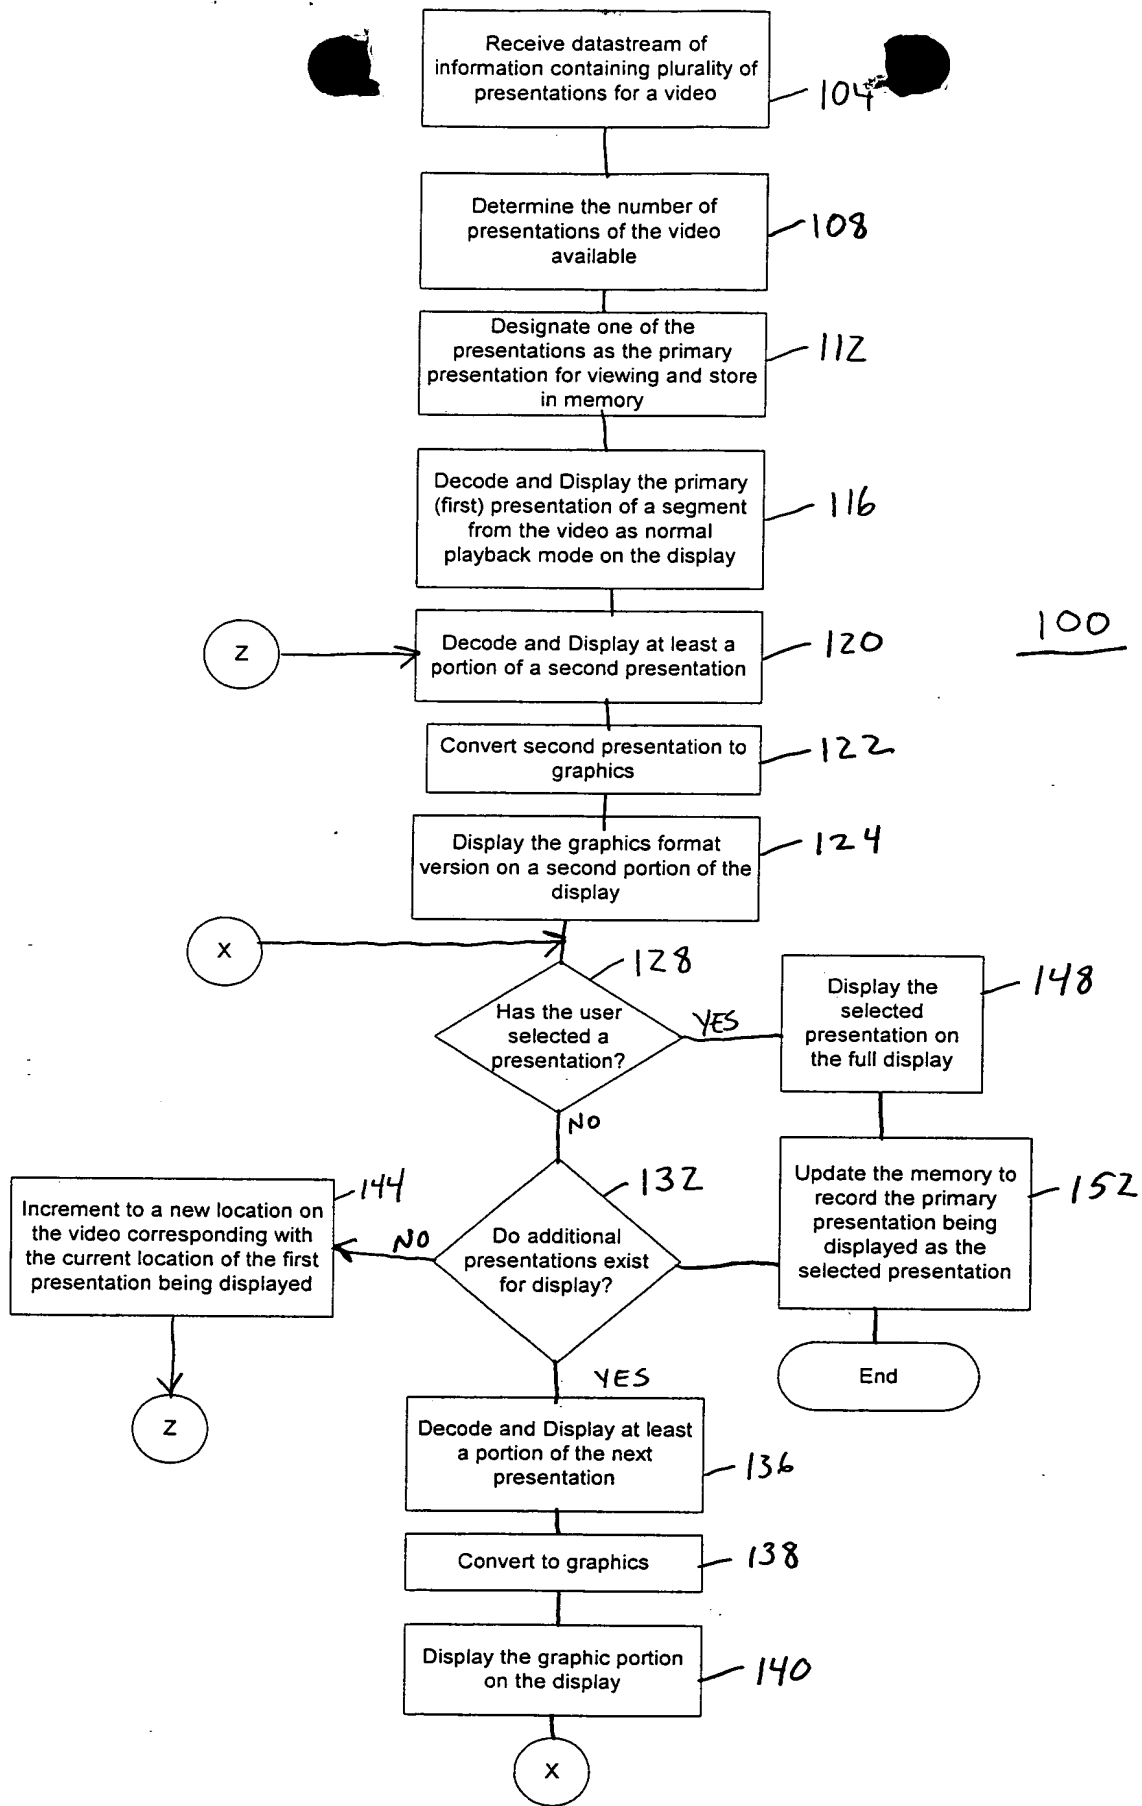 Receive datastream of
information containing plurality of
presentations for a video
104
Determine the number of
presentations of the video
available
108
Designate one of the
presentations as the primary
presentation for viewing and store
in memory
112
Decode and Display the primary
(first) presentation of a segment
from the video as normal
playback mode on the display
116
100
Z
Decode and Display at least a
portion of a second presentation
120
Convert second presentation to
graphics
122
Display the graphics format
version on a second portion of the
display
124
X
128
Has the user
selected a
presentation?
YES
NO
Display the
selected
presentation on
the full display
148
132
Do additional
presentations exist
for display?
NO
YES
Update the memory to
record the primary
presentation being
displayed as the
selected presentation
152
End
144
Increment to a new location on
the video corresponding with
the current location of the first
presentation being displayed
Z
Decode and Display at least
a portion of the next
presentation
136
Convert to graphics
138
Display the graphic portion
on the display
140
X